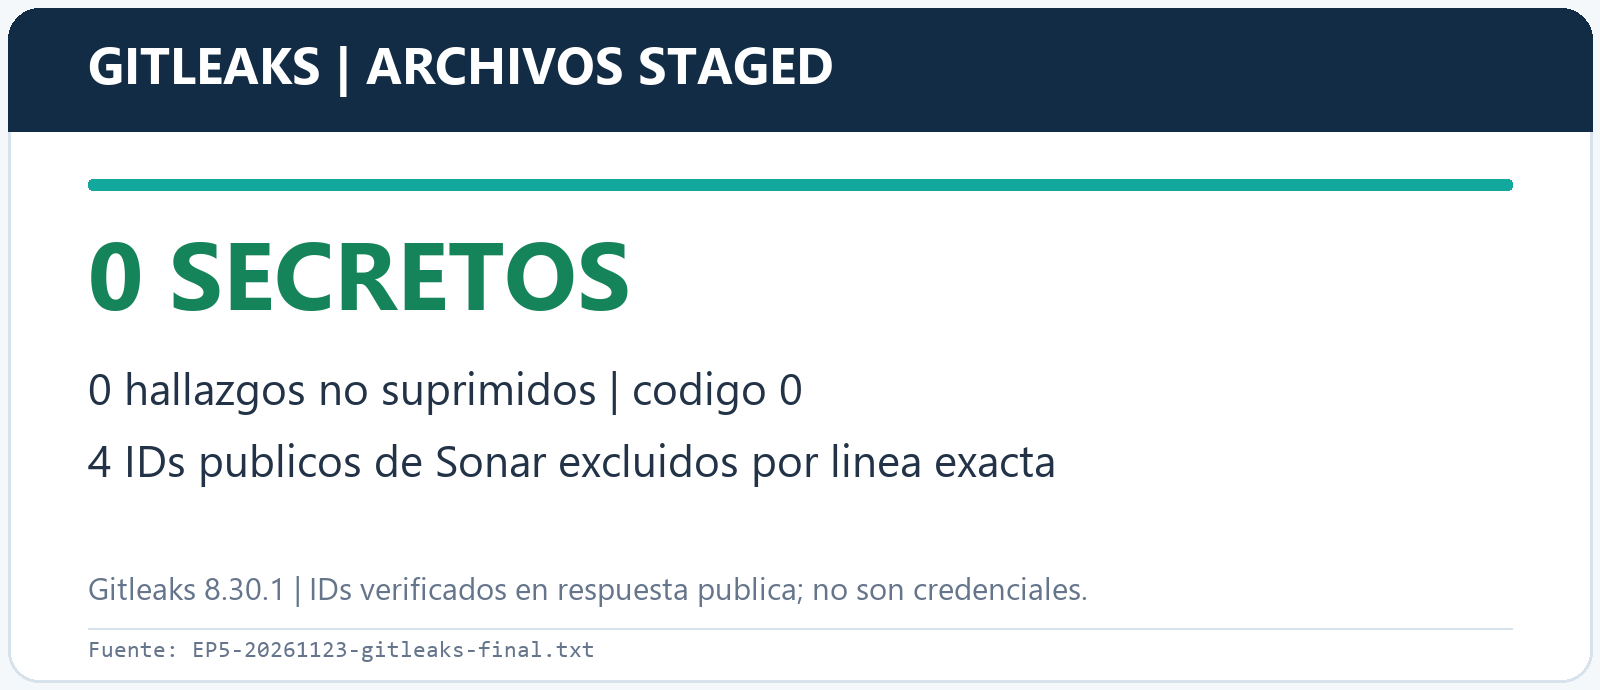 GITLEAKS | ARCHIVOS STAGED
0 SECRETOS
0 hallazgos no suprimidos | codigo 0
4 IDs publicos de Sonar excluidos por linea exacta
Gitleaks 8.30.1 | IDs verificados en respuesta publica; no son credenciales.
Fuente: EP5-20261123-gitleaks-final.txt